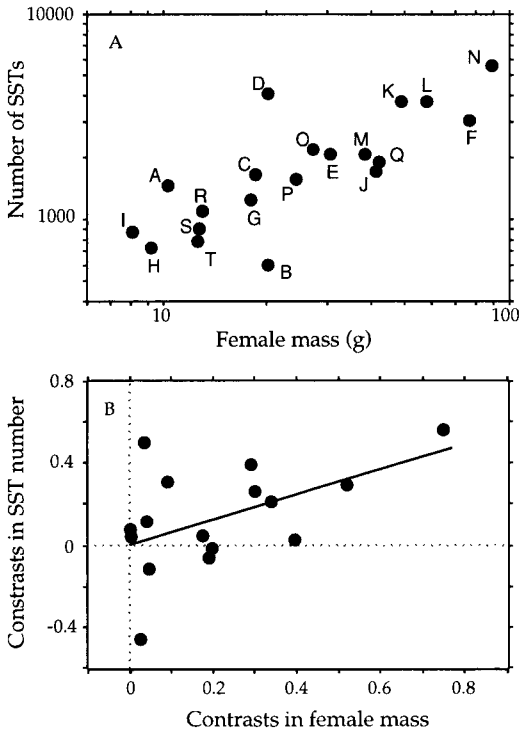 10000
A
N
D
K
L
F
O
M
E
Q
J
P
C
A
R
G
I
S
H
T
B
1000
Number of SSTs
10
100
Female mass (g)
0.8
B
0.4
0
-0.4
Constrasts in SST number
0
0.2
0.4
0.6
0.8
Contrasts in female mass